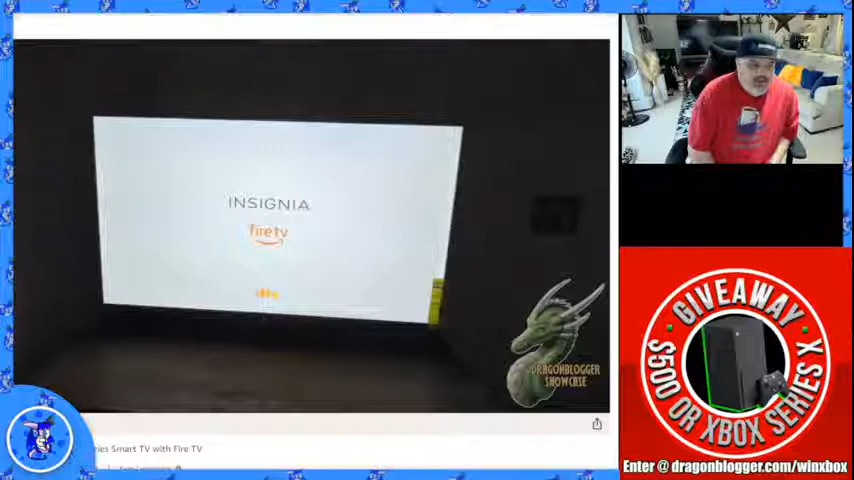 INSIGNIA
fire tv
DRAGONBLOGGER
SHOWCASE
ries Smart TV with Fire TV
GIVEAWAY
$500 OR XBOX SERIES X
Enter @ dragonblogger.com/winxbox